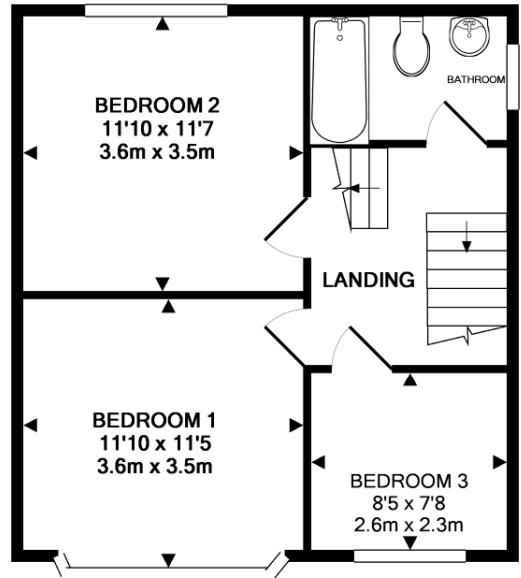 BEDROOM 2
11'10 x 11'7
3.6m x 3.5m
BATHROOM
LANDING
BEDROOM 1
11'10 x 11'5
3.6m x 3.5m
BEDROOM 3
8'5 x 7'8
2.6m x 2.3m